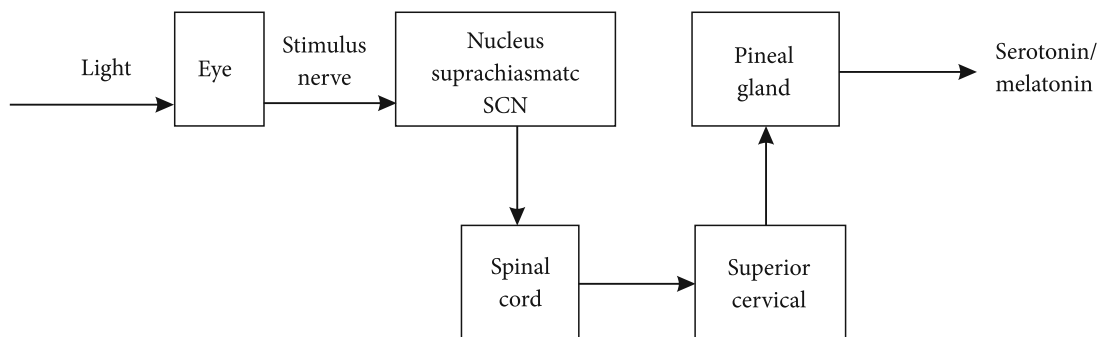 Light
Eye
Stimulus
nerve
Nucleus
suprachiasmatc
SCN
Spinal
cord
Superior
cervical
Pineal
gland
Serotonin/
melatonin